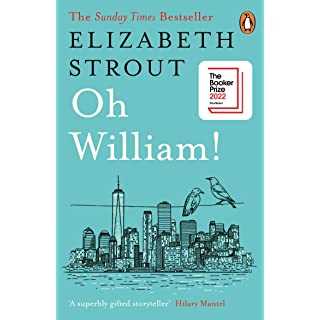 The Sunday Times Bestseller
ELIZABETH
STROUT
Oh
William!
The
Booker
Prize
2022
'A superbly gifted storyteller' Hilary Mantel